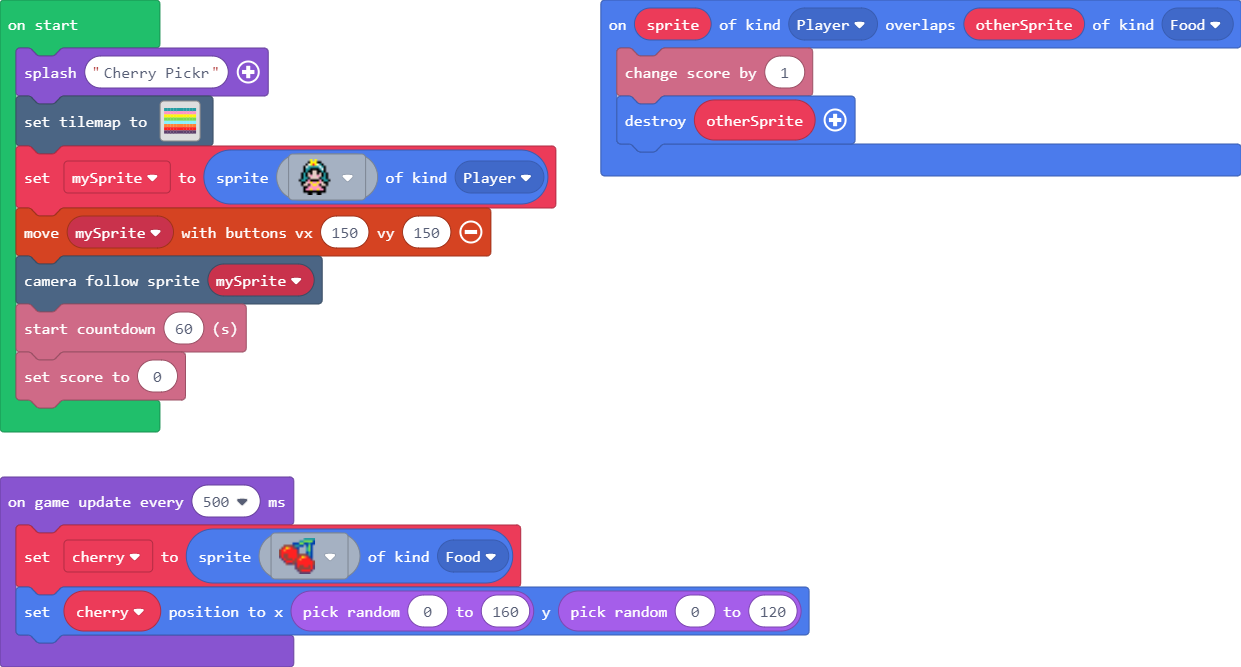 on start
splash "Cherry Pickr"
set tilemap to
set mySprite to sprite of kind Player
move mySprite with buttons vx 150 vy 150
camera follow sprite mySprite
start countdown 60 (s)
set score to 0
on sprite of kind Player overlaps otherSprite of kind Food
change score by 1
destroy otherSprite
on game update every 500 ms
set cherry to sprite of kind Food
set cherry position to x pick random 0 to 160 y pick random 0 to 120